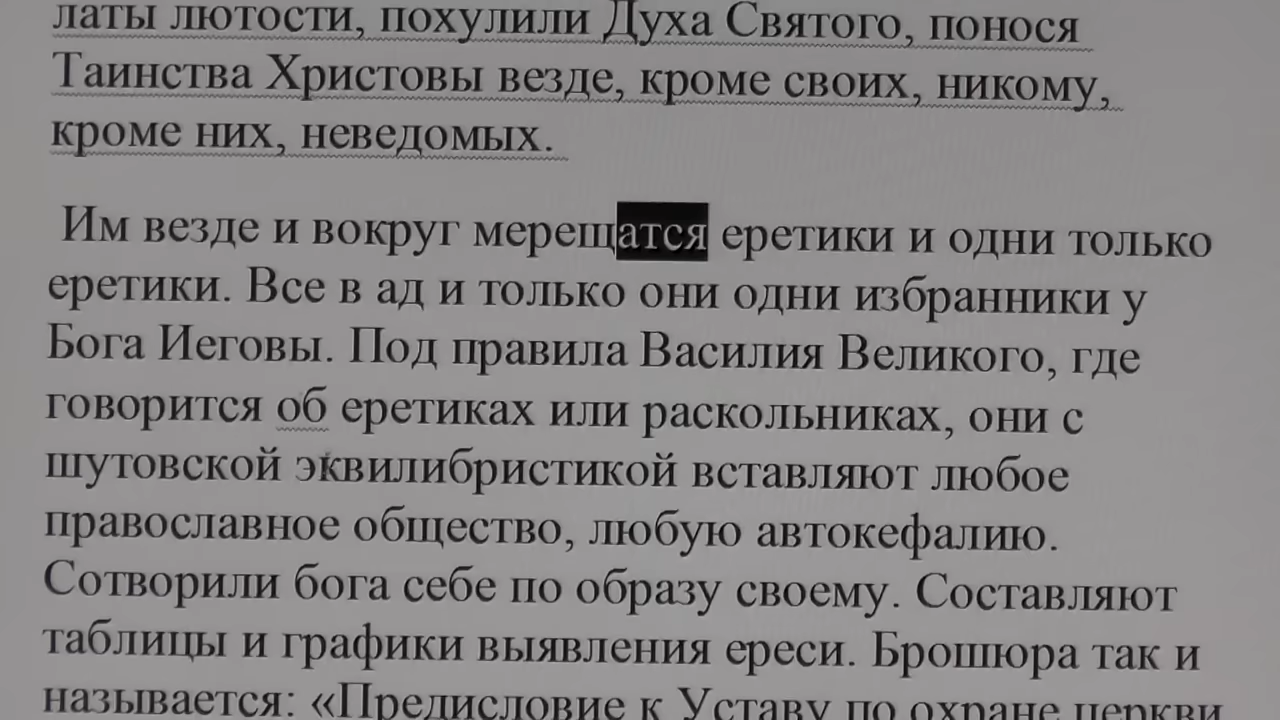 латы лютости, похулили Духа Святого, понося
Таинства Христовы везде, кроме своих, никому,
кроме них, неведомых.
Им везде и вокруг мерещатся еретики и одни только
еретики. Все в ад и только они одни избранники у
Бога Иеговы. Под правила Василия Великого, где
говорится об еретиках или раскольниках, они с
шутовской эквилибристикой вставляют любое
православное общество, любую автокефалию.
Сотворили бога себе по образу своему. Составляют
таблицы и графики выявления ереси. Брошюра так и
называется: «Предисловие к Уставу по охране церкви